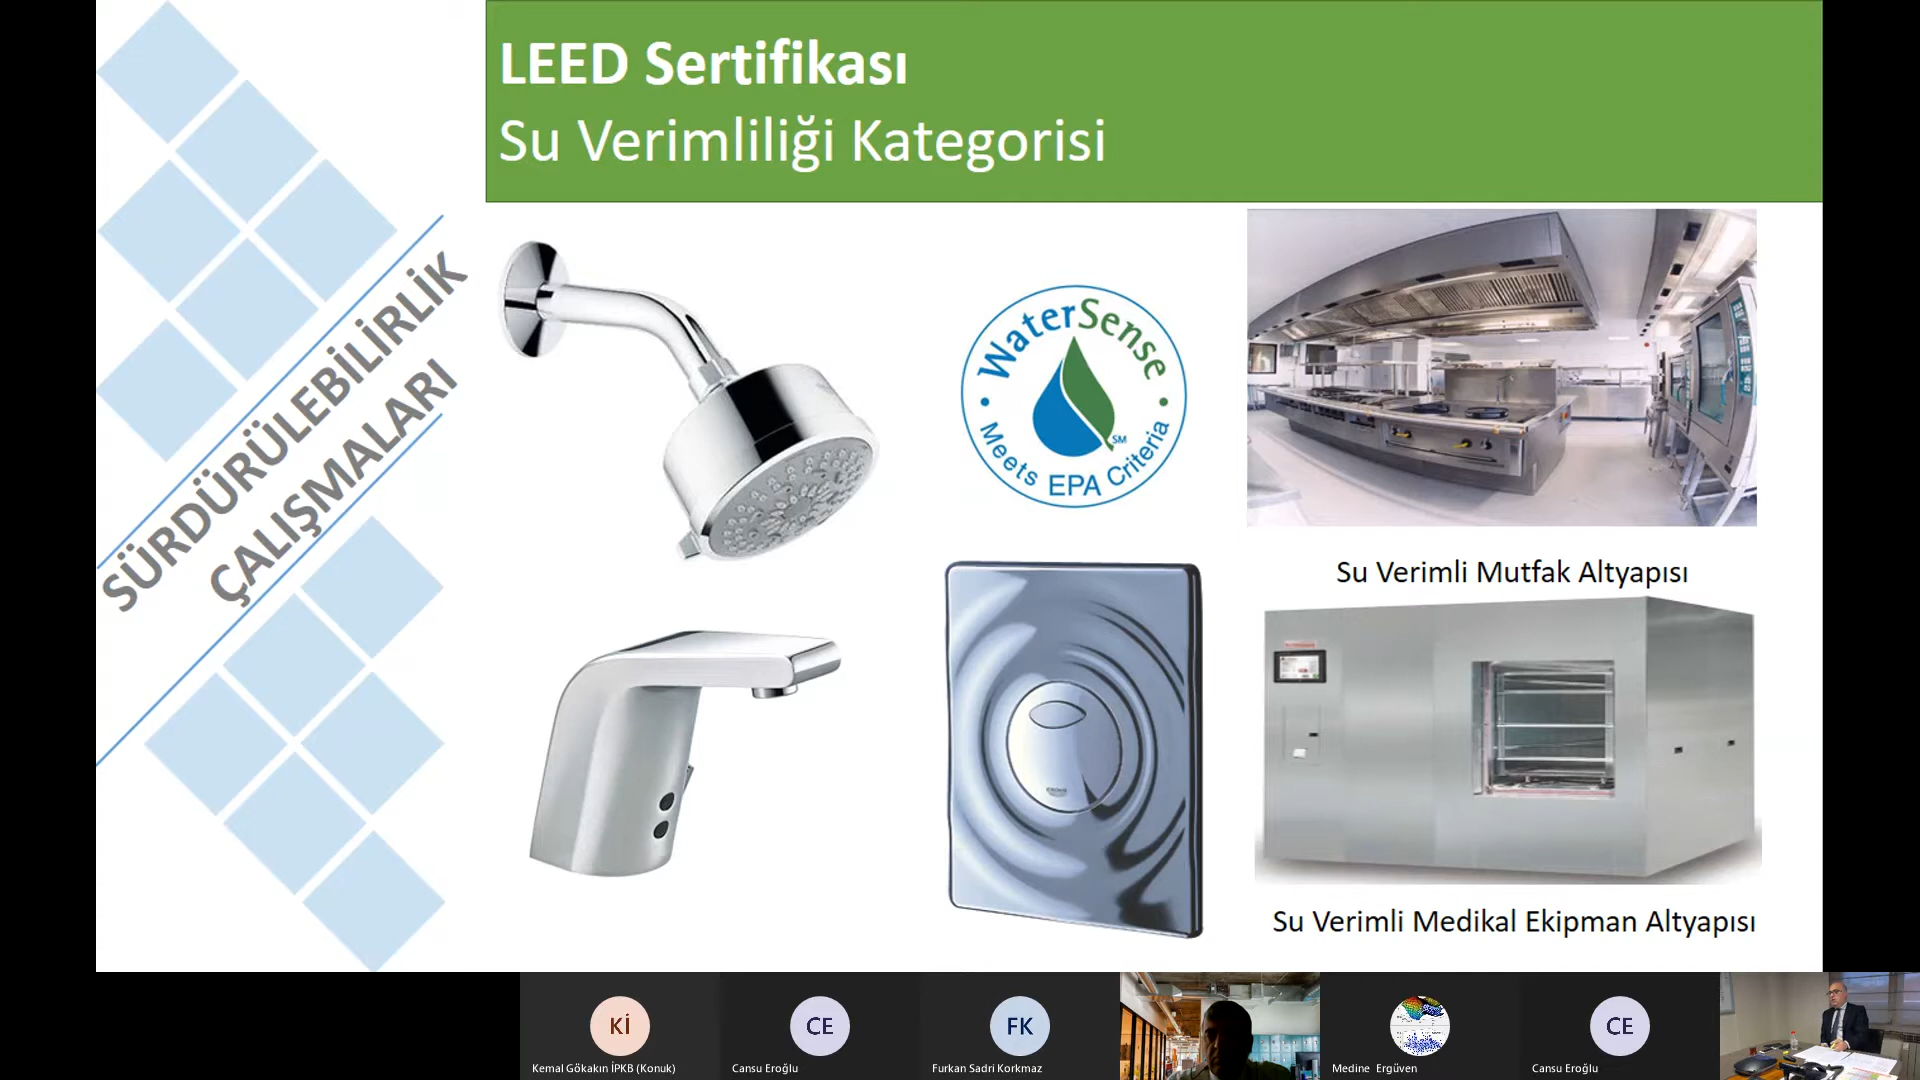 LEED Sertifikası
Su Verimliliği Kategorisi
SÜRDÜRÜLEBİLİRLİK
ÇALIŞMALARI
WaterSense
SM
Meets EPA Criteria
Su Verimli Mutfak Altyapısı
GROHE
Su Verimli Medikal Ekipman Altyapısı
Kİ
Kemal Gökakın İPKB (Konuk)
CE
Cansu Eroğlu
FK
Furkan Sadri Korkmaz
Medine Ergüven
CE
Cansu Eroğlu